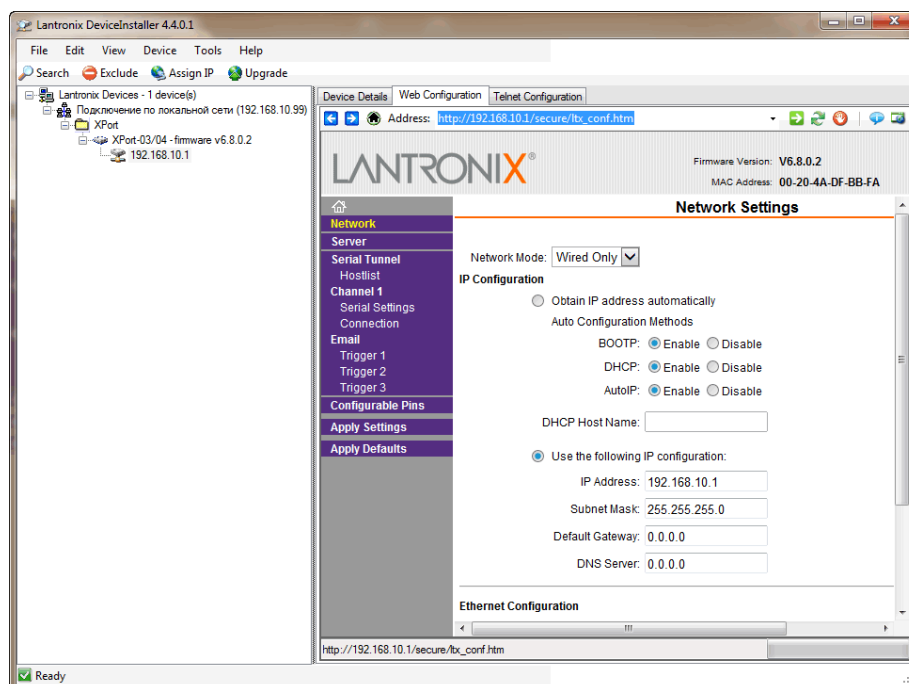 Lantronix DeviceInstaller 4.4.0.1
File Edit View Device Tools Help
Search Exclude Assign IP Upgrade
Lantronix Devices - 1 device(s)
Подключение по локальной сети (192.168.10.99)
XPort
XPort-03/04 - firmware v6.8.0.2
192.168.10.1
Device Details Web Configuration Telnet Configuration
Address: http://192.168.10.1/secure/ltx_conf.htm
LANTRONIX®
Firmware Version: V6.8.0.2
MAC Address: 00-20-4A-DF-BB-FA
Network
Server
Serial Tunnel
Hostlist
Channel 1
Serial Settings
Connection
Email
Trigger 1
Trigger 2
Trigger 3
Configurable Pins
Apply Settings
Apply Defaults
Network Settings
Network Mode: Wired Only
IP Configuration
Obtain IP address automatically
Auto Configuration Methods
BOOTP: Enable Disable
DHCP: Enable Disable
AutoIP: Enable Disable
DHCP Host Name:
Use the following IP configuration:
IP Address: 192.168.10.1
Subnet Mask: 255.255.255.0
Default Gateway: 0.0.0.0
DNS Server: 0.0.0.0
Ethernet Configuration
http://192.168.10.1/secure/ltx_conf.htm
Ready